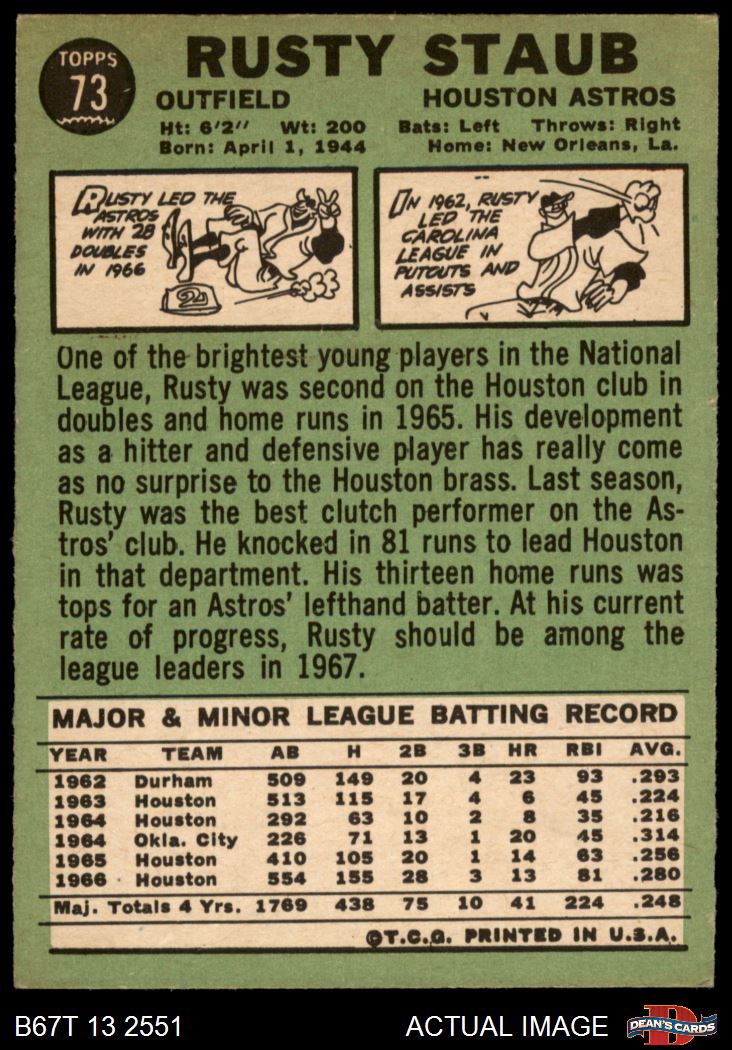 TOPPS
73
RUSTY STAUB
OUTFIELD HOUSTON ASTROS
Ht: 6'2" Wt: 200 Bats: Left Throws: Right
Born: April 1, 1944 Home: New Orleans, La.
RUSTY LED THE
ASTROS
WITH 28
DOUBLES
IN 1966
2
IN 1962, RUSTY
LED THE
CAROLINA
LEAGUE IN
PUTOUTS AND
ASSISTS
One of the brightest young players in the National
League, Rusty was second on the Houston club in
doubles and home runs in 1965. His development
as a hitter and defensive player has really come
as no surprise to the Houston brass. Last season,
Rusty was the best clutch performer on the As-
tros' club. He knocked in 81 runs to lead Houston
in that department. His thirteen home runs was
tops for an Astros' lefthand batter. At his current
rate of progress, Rusty should be among the
league leaders in 1967.
MAJOR & MINOR LEAGUE BATTING RECORD
YEAR TEAM AB H 2B 3B HR RBI AVG.
1962 Durham 509 149 20 4 23 93 .293
1963 Houston 513 115 17 4 6 45 .224
1964 Houston 292 63 10 2 8 35 .216
1964 Okla. City 226 71 13 1 20 45 .314
1965 Houston 410 105 20 1 14 63 .256
1966 Houston 554 155 28 3 13 81 .280
Maj. Totals 4 Yrs. 1769 438 75 10 41 224 .248
©T.C.G. PRINTED IN U.S.A.
B67T 13 2551 ACTUAL IMAGE DEAN'S CARDS